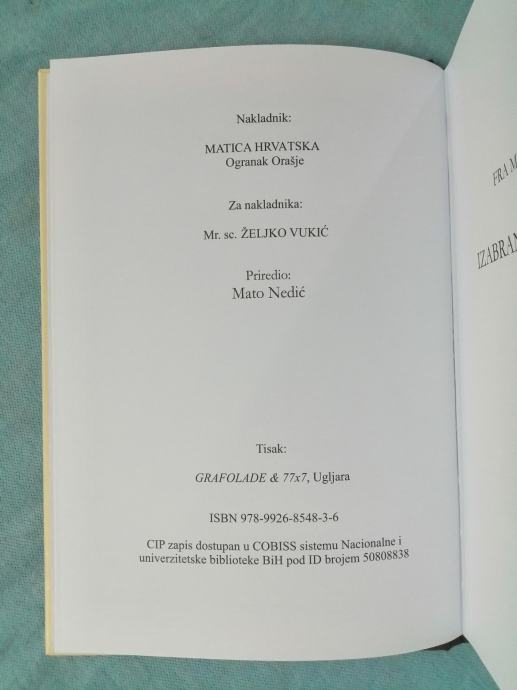 Nakladnik:
MATICA HRVATSKA
Ogranak Orašje
Za nakladnika:
Mr. sc. ŽELJKO VUKIĆ
Priredio:
Mato Nedić
Tisak:
GRAFOLADE & 77x7, Ugljara
ISBN 978-9926-8548-3-6
CIP zapis dostupan u COBISS sistemu Nacionalne i
univerzitetske biblioteke BiH pod ID brojem 50808838
FRA